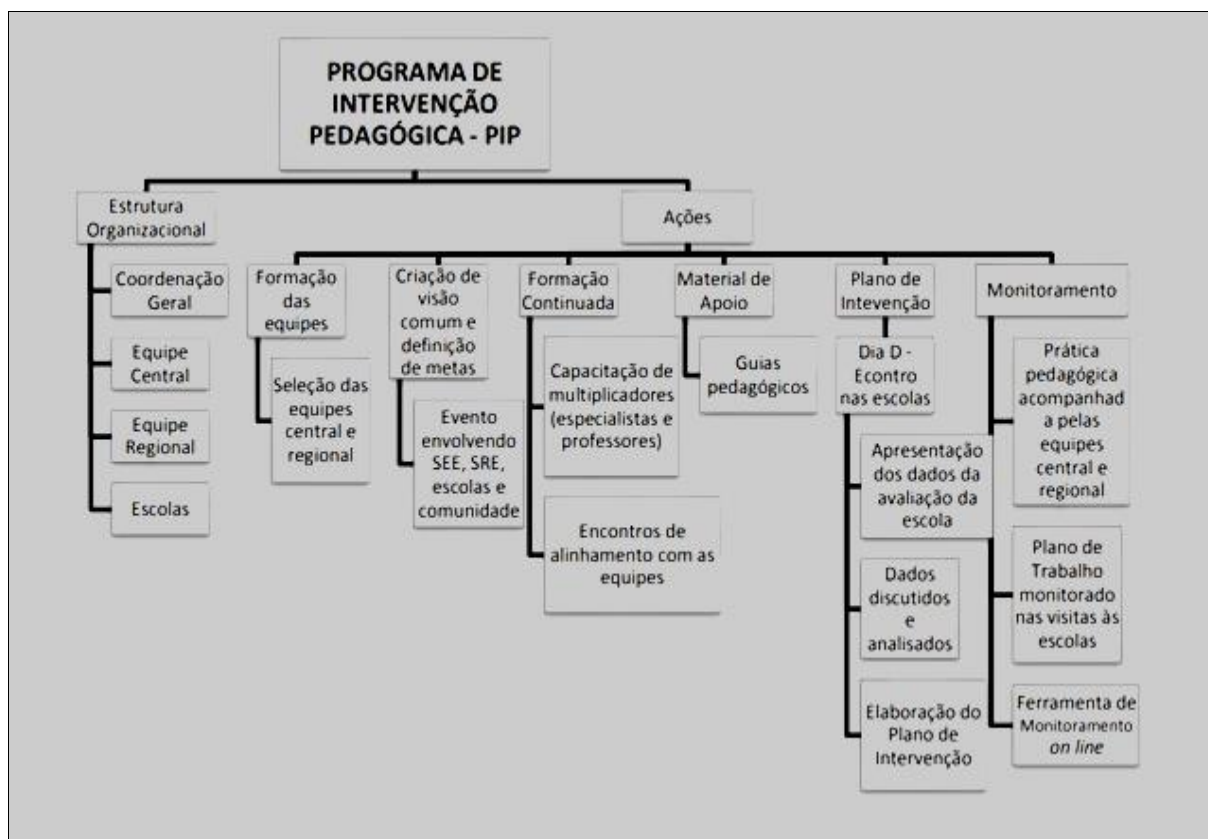 PROGRAMA DE
INTERVENÇÃO
PEDAGÓGICA - PIP
Estrutura
Organizacional
Coordenação
Geral
Equipe
Central
Equipe
Regional
Escolas
Ações
Formação
das
equipes
Seleção das
equipes
central e
regional
Criação de
visão
comum e
definição
de metas
Evento
envolvendo
SEE, SRE,
escolas e
comunidade
Formação
Continuada
Capacitação de
multiplicadores
(especialistas e
professores)
Encontros de
alinhamento com as
equipes
Material de
Apoio
Guias
pedagógicos
Plano de
Intevenção
Dia D -
Econtro
nas escolas
Apresentação
dos dados da
avaliação da
escola
Dados
discutidos
e
analisados
Elaboração do
Plano de
Intervenção
Monitoramento
Prática
pedagógica
acompanhad
a pelas
equipes
central e
regional
Plano de
Trabalho
monitorado
nas visitas às
escolas
Ferramenta de
Monitoramento
on line